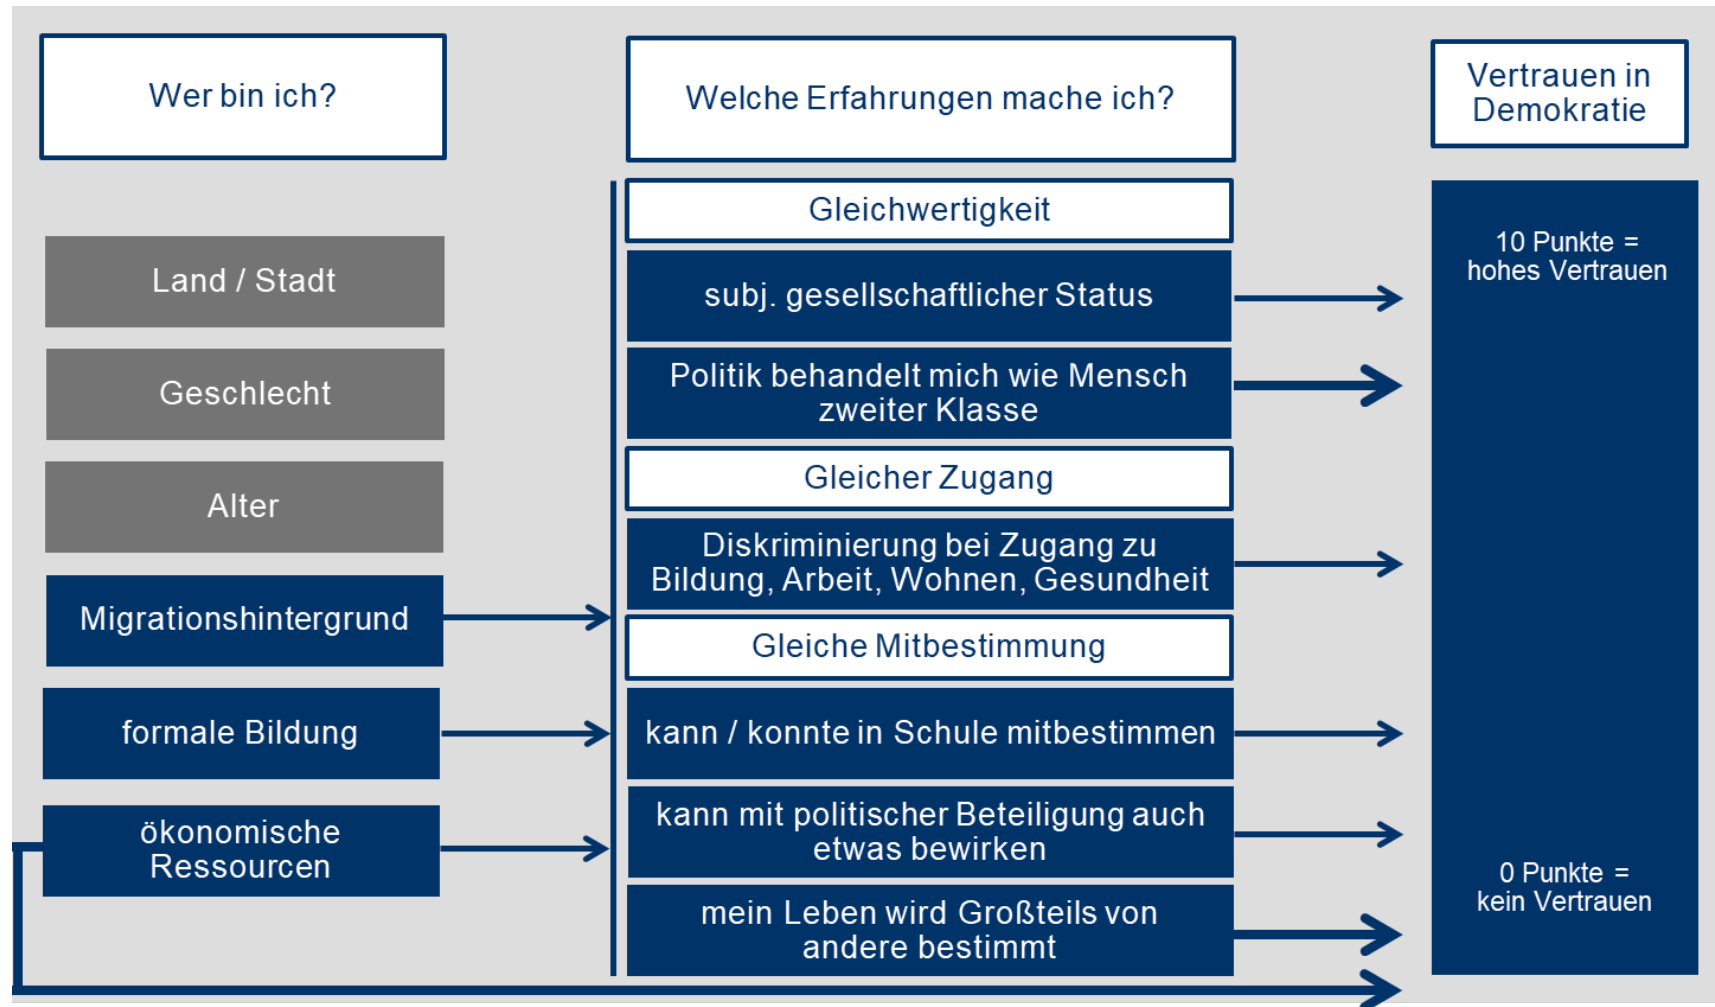 Wer bin ich?
Land / Stadt
Geschlecht
Alter
Migrationshintergrund
formale Bildung
ökonomische
Ressourcen
Welche Erfahrungen mache ich?
Gleichwertigkeit
subj. gesellschaftlicher Status
Politik behandelt mich wie Mensch
zweiter Klasse
Gleicher Zugang
Diskriminierung bei Zugang zu
Bildung, Arbeit, Wohnen, Gesundheit
Gleiche Mitbestimmung
kann / konnte in Schule mitbestimmen
kann mit politischer Beteiligung auch
etwas bewirken
mein Leben wird Großteils von
andere bestimmt
Vertrauen in
Demokratie
10 Punkte =
hohes Vertrauen
0 Punkte =
kein Vertrauen